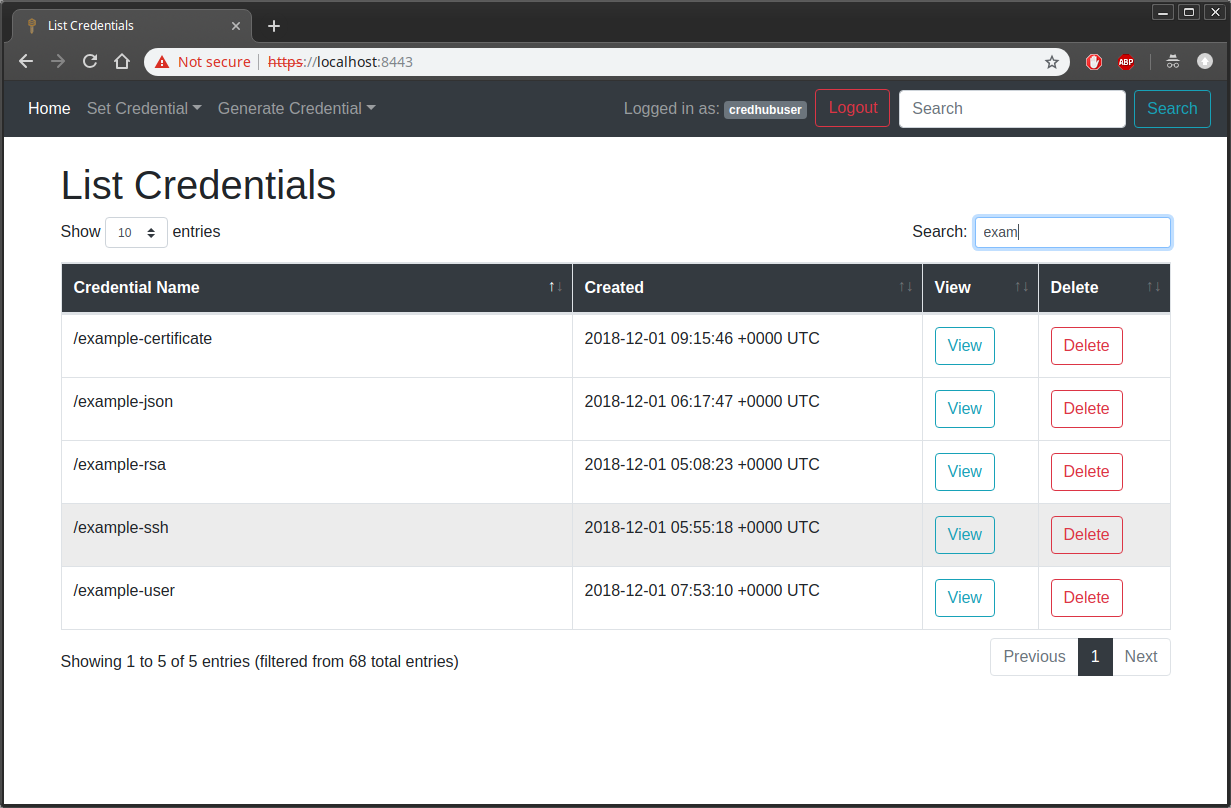 List Credentials
Not secure https://localhost:8443 ABP
Home Set Credential Generate Credential Logged in as: credhubuser Logout Search Search
List Credentials
Show 10 entries Search: exam
Credential Name Created View Delete
/example-certificate 2018-12-01 09:15:46 +0000 UTC View Delete
/example-json 2018-12-01 06:17:47 +0000 UTC View Delete
/example-rsa 2018-12-01 05:08:23 +0000 UTC View Delete
/example-ssh 2018-12-01 05:55:18 +0000 UTC View Delete
/example-user 2018-12-01 07:53:10 +0000 UTC View Delete
Showing 1 to 5 of 5 entries (filtered from 68 total entries) Previous 1 Next